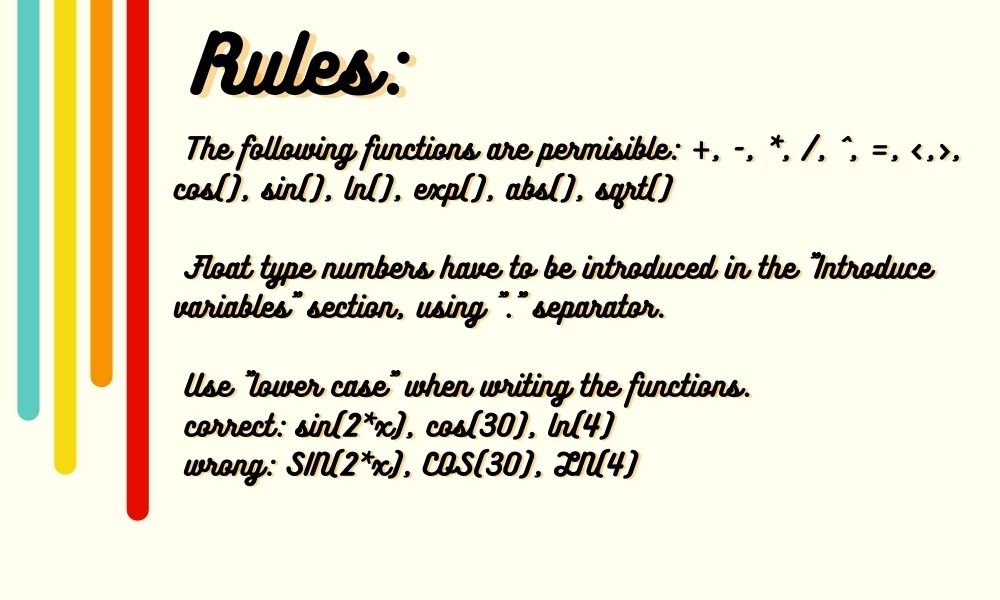 Rules:
The following functions are permisible: +, -, *, /, ^, =, <,>,
cos(), sin(), ln(), exp(), abs(), sqrt()
Float type numbers have to be introduced in the "Introduce
variables" section, using "." separator.
Use "lower case" when writing the functions.
correct: sin(2*x), cos(30), ln(4)
wrong: SIN(2*x), COS(30), LN(4)